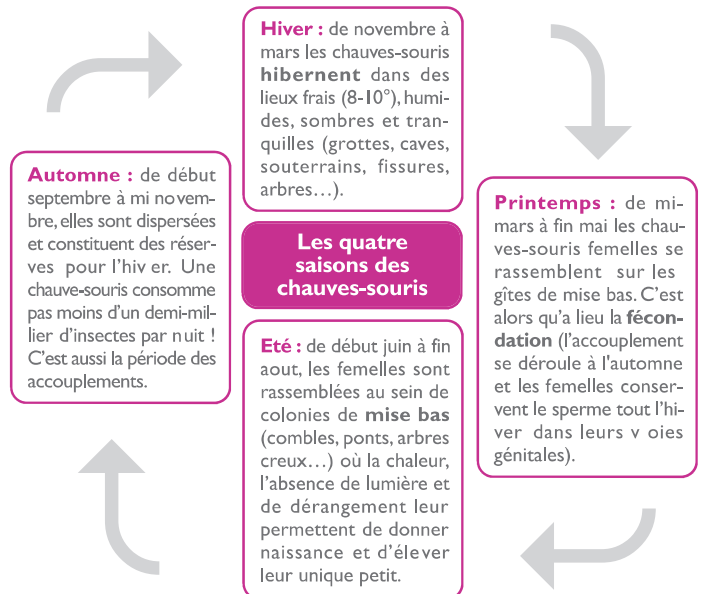 Hiver : de novembre à
mars les chauves-souris
hibernent dans des
lieux frais (8-10°), humi-
des, sombres et tran-
quilles (grottes, caves,
souterrains, fissures,
arbres…).
Automne : de début
septembre à mi novem-
bre, elles sont dispersées
et constituent des réser-
ves pour l'hiver. Une
chauve-souris consomme
pas moins d'un demi-mil-
lier d'insectes par nuit !
C'est aussi la période des
accouplements.
Les quatre
saisons des
chauves-souris
Printemps : de mi-
mars à fin mai les chau-
ves-souris femelles se
rassemblent sur les
gîtes de mise bas. C'est
alors qu'a lieu la fécon-
dation (l'accouplement
se déroule à l'automne
et les femelles conser-
vent le sperme tout l'hi-
ver dans leurs v oies
génitales).
Eté : de début juin à fin
aout, les femelles sont
rassemblées au sein de
colonies de mise bas
(combles, ponts, arbres
creux…) où la chaleur,
l'absence de lumière et
de dérangement leur
permettent de donner
naissance et d'élever
leur unique petit.